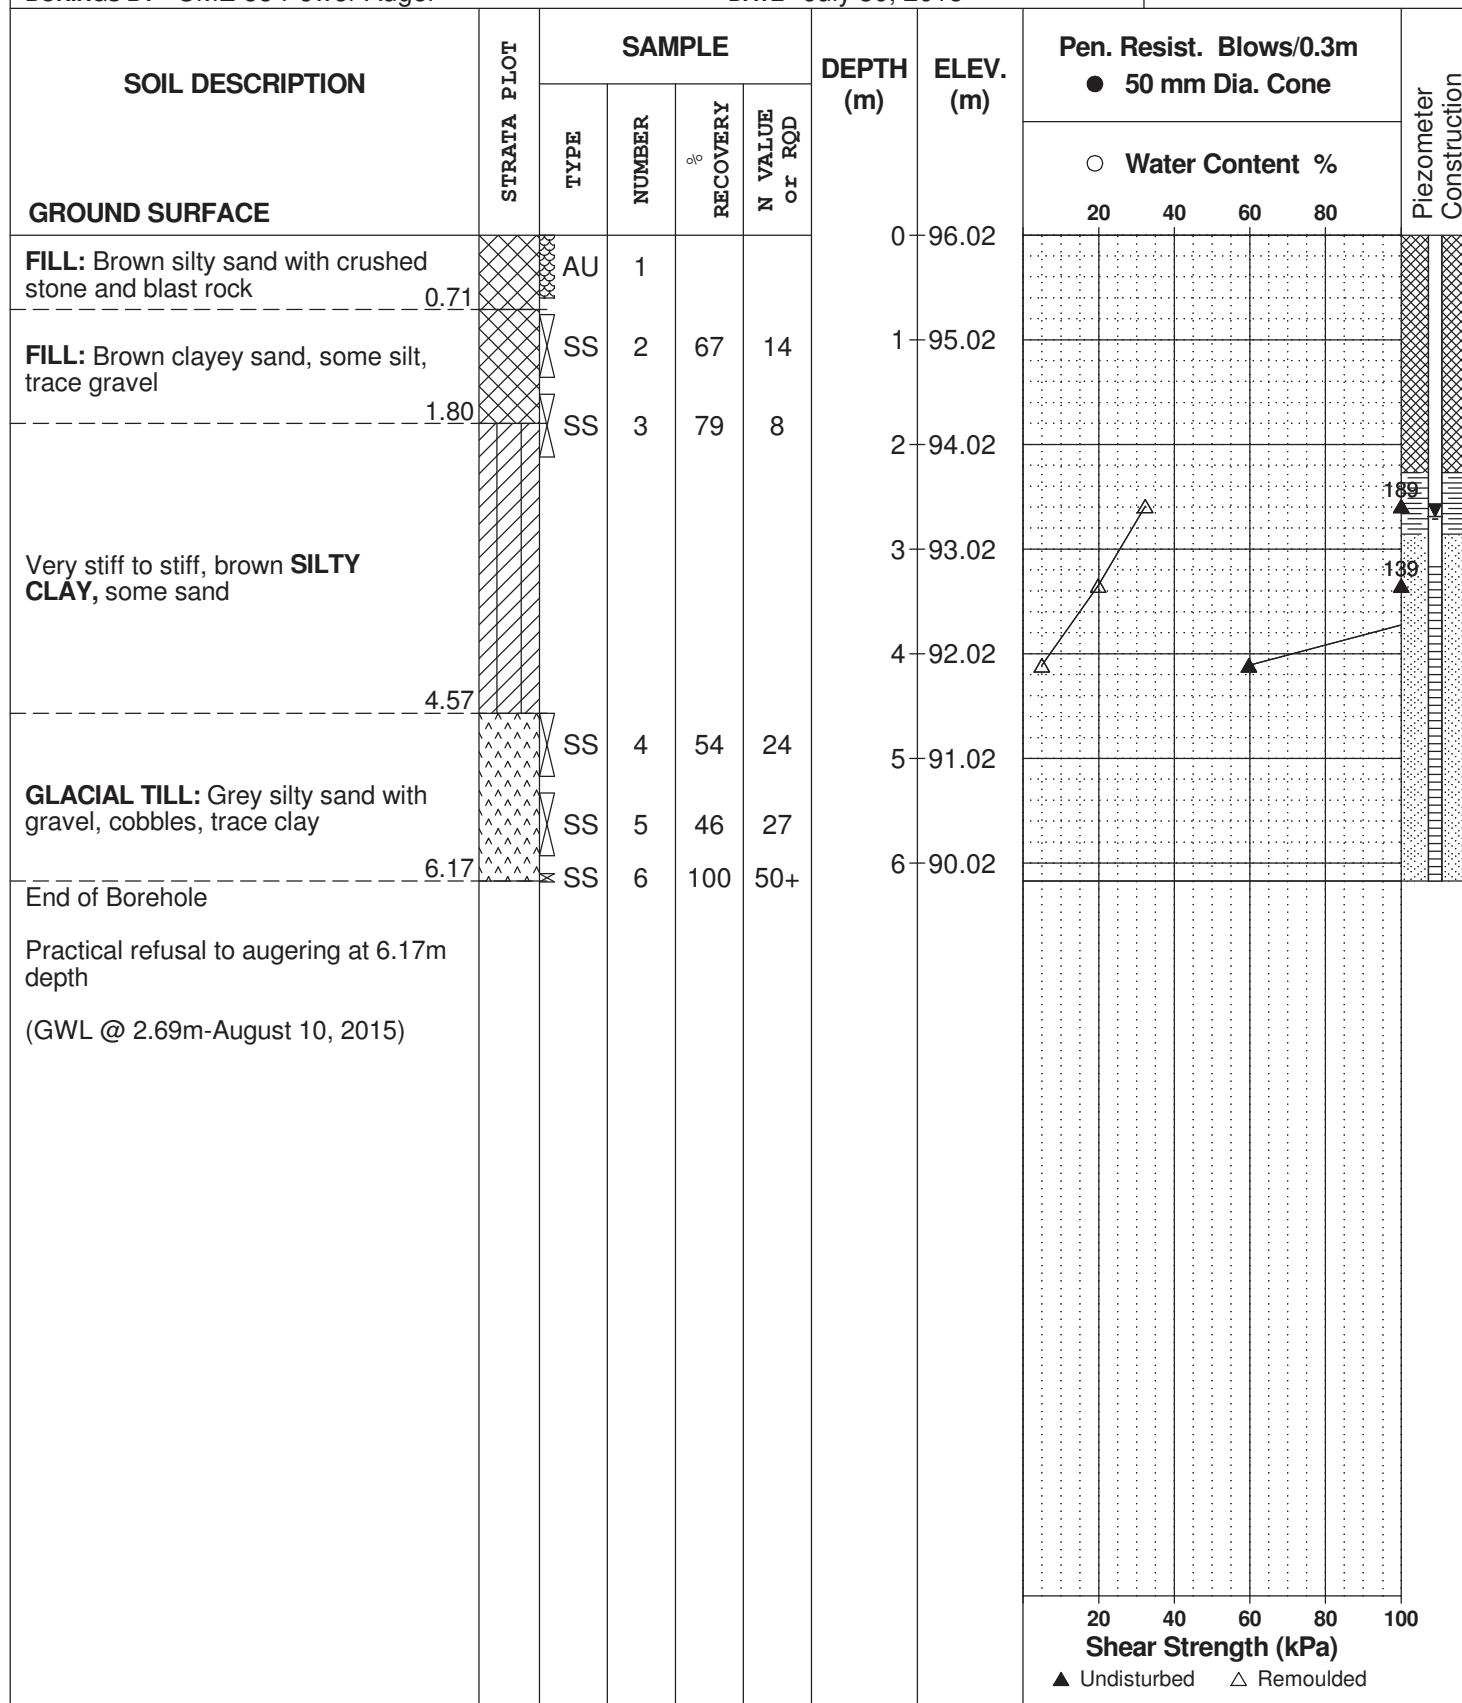 SOIL DESCRIPTION
GROUND SURFACE
STRATA PLOT
SAMPLE
TYPE
NUMBER
%
RECOVERY
N VALUE
or RQD
DEPTH
(m)
ELEV.
(m)
Pen. Resist. Blows/0.3m
● 50 mm Dia. Cone
○ Water Content %
20 40 60 80
Piezometer
Construction
0 96.02
FILL: Brown silty sand with crushed
stone and blast rock
0.71
AU 1
FILL: Brown clayey sand, some silt,
trace gravel
1.80
SS 2 67 14
1 95.02
SS 3 79 8
2 94.02
189
3 93.02
139
Very stiff to stiff, brown SILTY
CLAY, some sand
4.57
4 92.02
SS 4 54 24
5 91.02
GLACIAL TILL: Grey silty sand with
gravel, cobbles, trace clay
6.17
SS 5 46 27
6 90.02
SS 6 100 50+
End of Borehole
Practical refusal to augering at 6.17m
depth
(GWL @ 2.69m-August 10, 2015)
20 40 60 80 100
Shear Strength (kPa)
▲ Undisturbed △ Remoulded